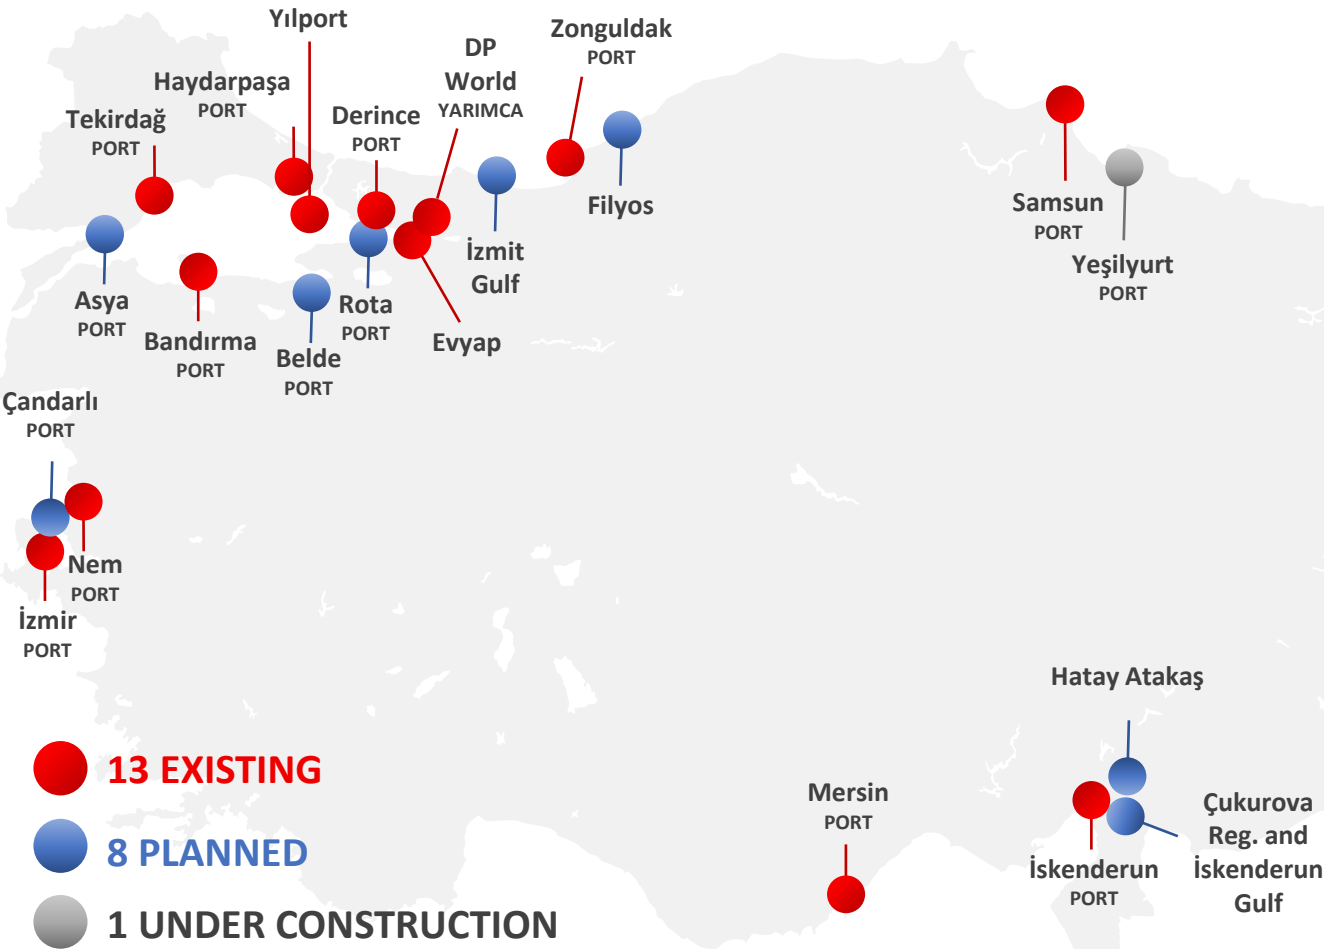 Yılport
DP
World
YARIMCA
Zonguldak
PORT
Haydarpaşa
PORT
Tekirdağ
PORT
Derince
PORT
Filyos
Samsun
PORT
İzmit
Gulf
Yeşilyurt
PORT
Asya
PORT
Rota
PORT
Bandırma
PORT
Evyap
Belde
PORT
Çandarlı
PORT
Nem
PORT
İzmir
PORT
Hatay Atakaş
13 EXISTING
Mersin
PORT
Çukurova
Reg. and
İskenderun
Gulf
İskenderun
PORT
8 PLANNED
1 UNDER CONSTRUCTION